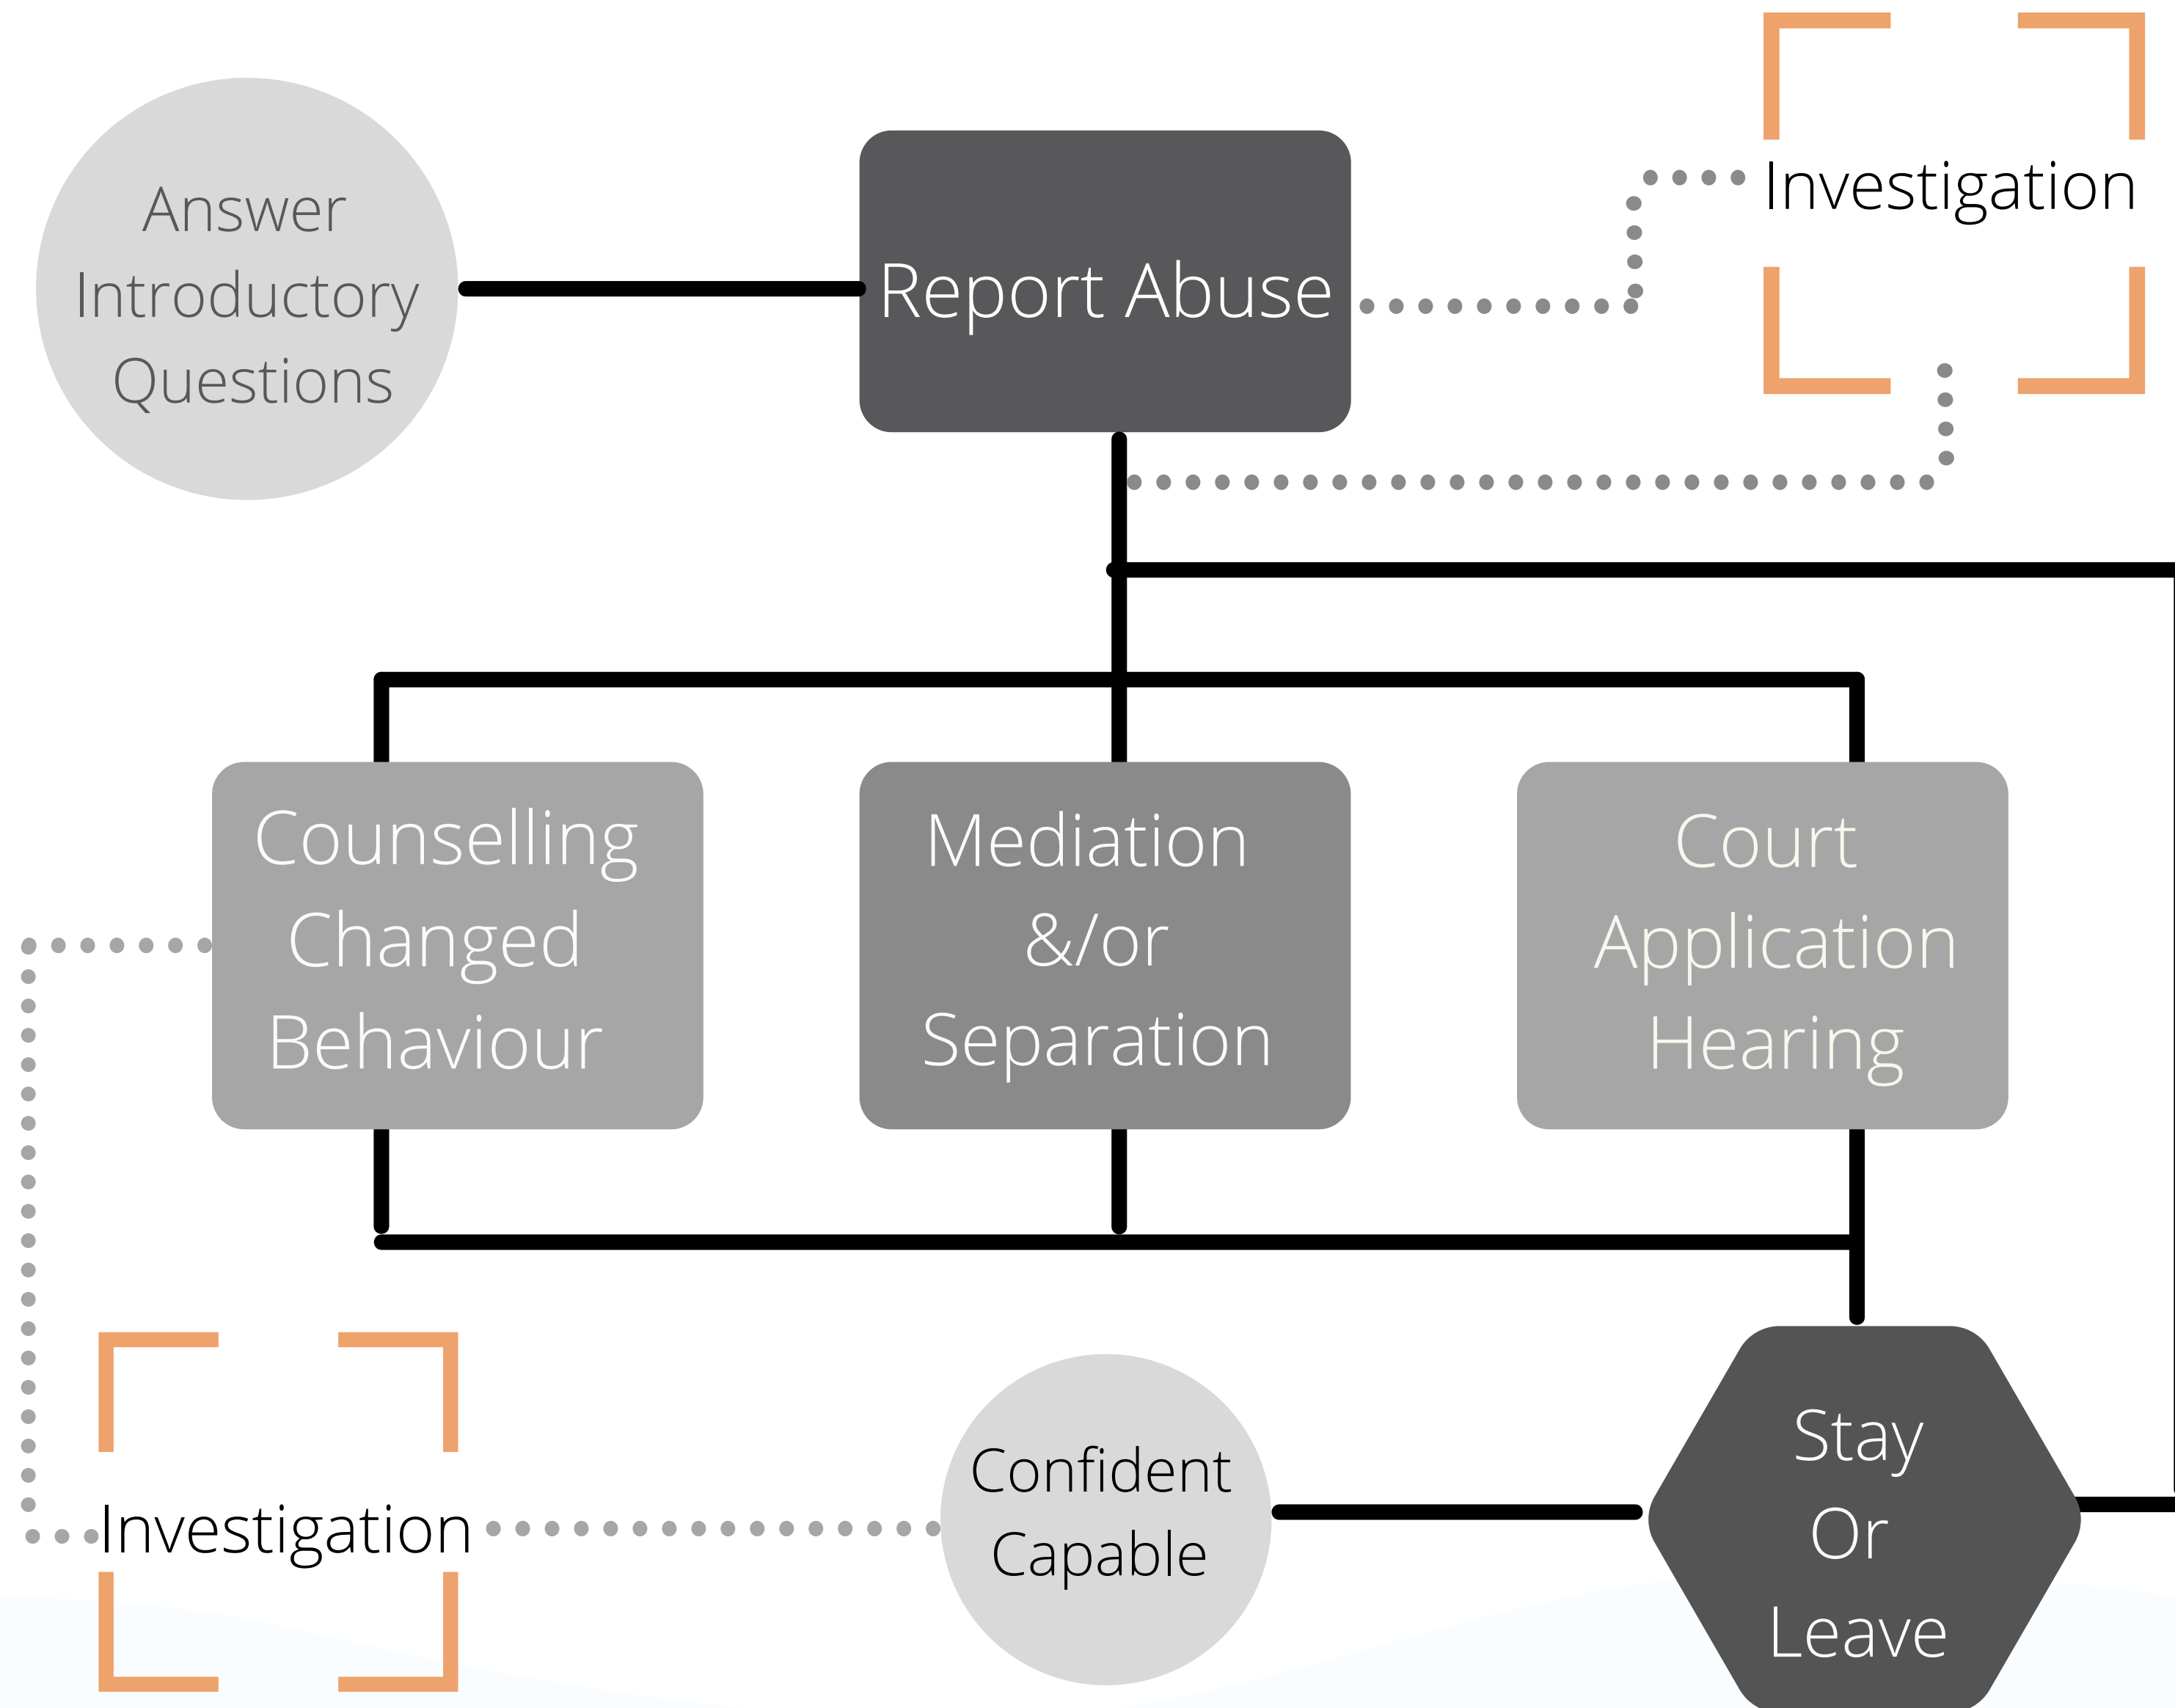 Answer
Introductory
Questions
Report Abuse
Investigation
Counselling
Changed
Behaviour
Mediation
&/or
Separation
Court
Application
Hearing
Investigation
Confident
Capable
Stay
Or
Leave